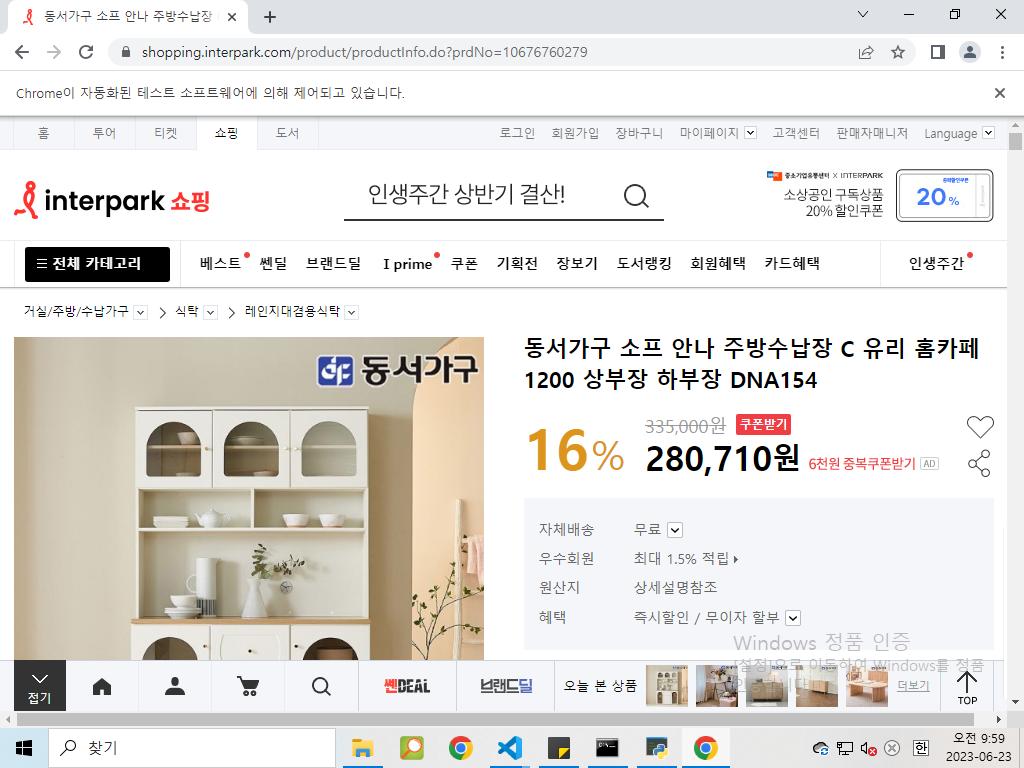 동서가구 소프 안나 주방수납장
shopping.interpark.com/product/productInfo.do?prdNo=10676760279
Chrome이 자동화된 테스트 소프트웨어에 의해 제어되고 있습니다.
홈 투어 티켓 쇼핑 도서 로그인 회원가입 장바구니 마이페이지 고객센터 판매자매니저 Language
interpark 쇼핑
인생주간 상반기 결산!
중소기업유통센터 X INTERPARK
소상공인 구독상품
20% 할인쿠폰
20%
전체 카테고리 베스트 쎈딜 브랜드딜 I prime 쿠폰 기획전 장보기 도서랭킹 회원혜택 카드혜택 인생주간
거실/주방/수납가구 식탁 레인지대겸용식탁
동서가구
동서가구 소프 안나 주방수납장 C 유리 홈카페
1200 상부장 하부장 DNA154
16%
335,000원 쿠폰받기
280,710원 6천원 중복쿠폰받기 AD
자체배송 무료
우수회원 최대 1.5% 적립
원산지 상세설명참조
혜택 즉시할인 / 무이자 할부
Windows 정품 인증
[설정]으로 이동하여 Windows를 정품
접기
쎈DEAL
브랜드딜
오늘 본 상품
더보기
TOP
찾기
한
오전 9:59
2023-06-23